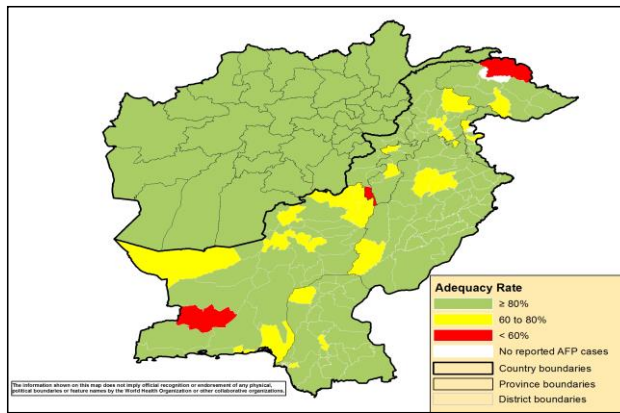 Adequacy Rate
≥ 80%
60 to 80%
< 60%
No reported AFP cases
Country boundaries
Province boundaries
District boundaries
The information shown on this map does not imply official recognition or endorsement of any physical,
political boundaries or feature names by the World Health Organization or other collaborative organizations.